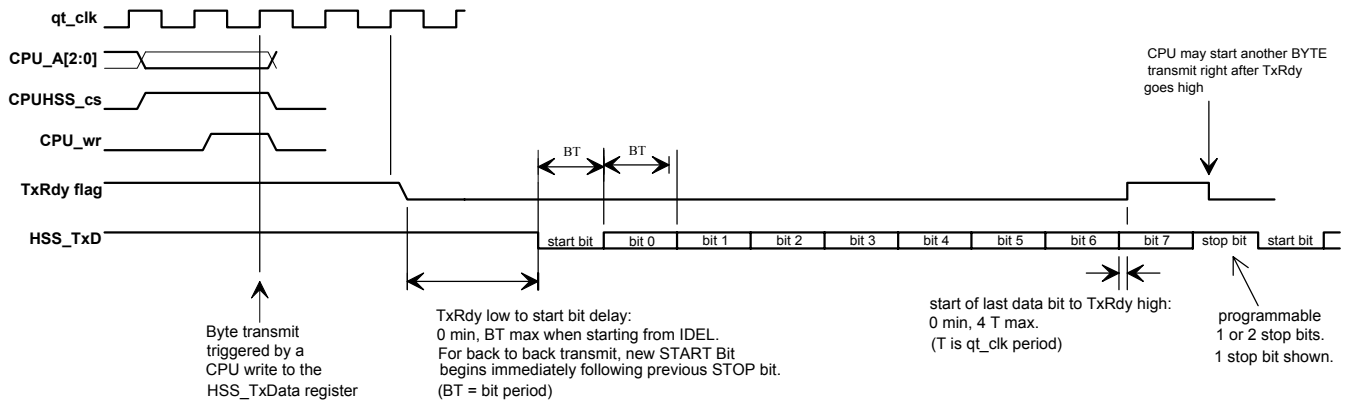 qt_clk
CPU_A[2:0]
CPUHSS_cs
CPU_wr
TxRdy flag
HSS_TxD
CPU may start another BYTE
transmit right after TxRdy
goes high
BT
BT
start bit
bit 0
bit 1
bit 2
bit 3
bit 4
bit 5
bit 6
bit 7
stop bit
start bit
Byte transmit
triggered by a
CPU write to the
HSS_TxData register
TxRdy low to start bit delay:
0 min, BT max when starting from IDEL.
For back to back transmit, new START Bit
begins immediately following previous STOP bit.
(BT = bit period)
start of last data bit to TxRdy high:
0 min, 4 T max.
(T is qt_clk period)
programmable
1 or 2 stop bits.
1 stop bit shown.